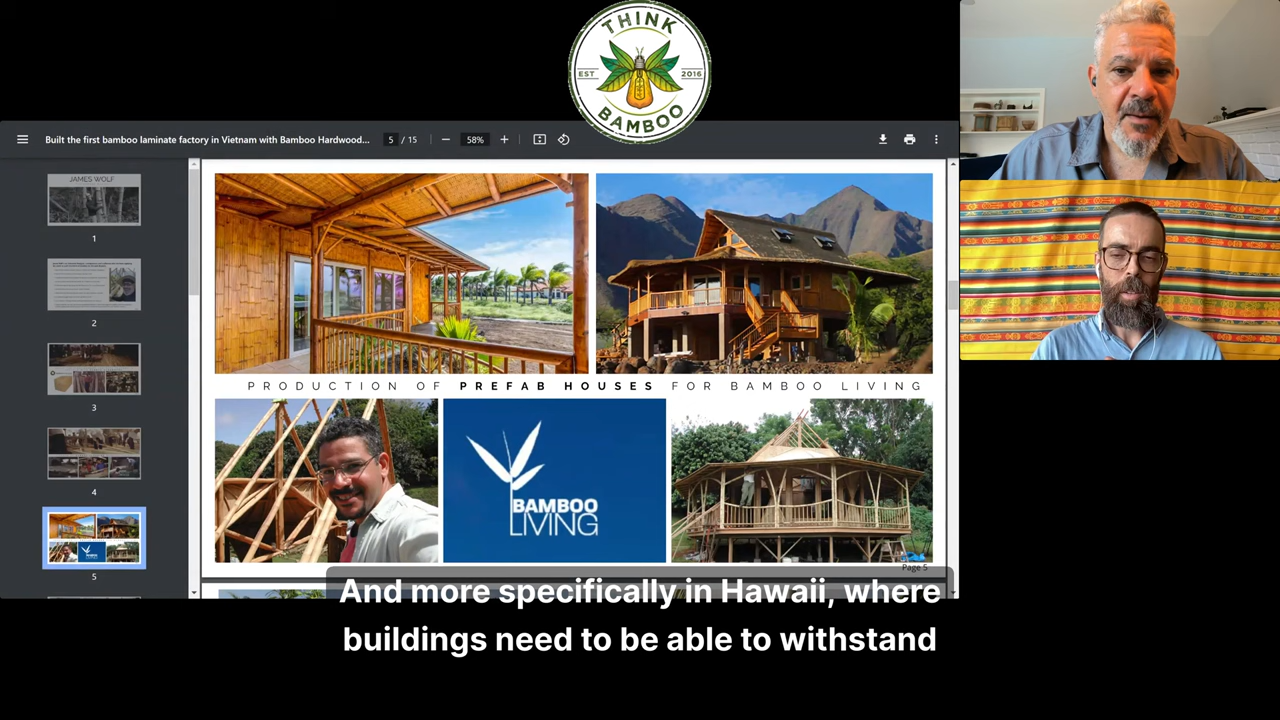 THINK
EST 2016
BAMBOO
Built the first bamboo laminate factory in Vietnam with Bamboo Hardwood... 5 / 15 58%
JAMES WOLF
1
2
3
4
5
PRODUCTION OF PREFAB HOUSES FOR BAMBOO LIVING
BAMBOO
LIVING
Page 5
And more specifically in Hawaii, where
buildings need to be able to withstand